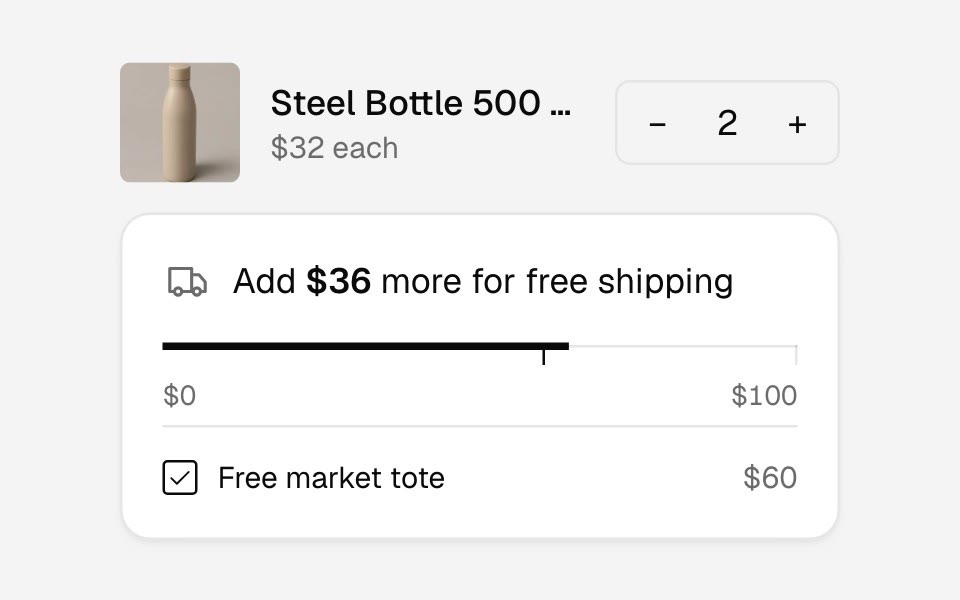 Steel Bottle 500 ...
$32 each
− 2 +
Add $36 more for free shipping
$0 $100
Free market tote $60